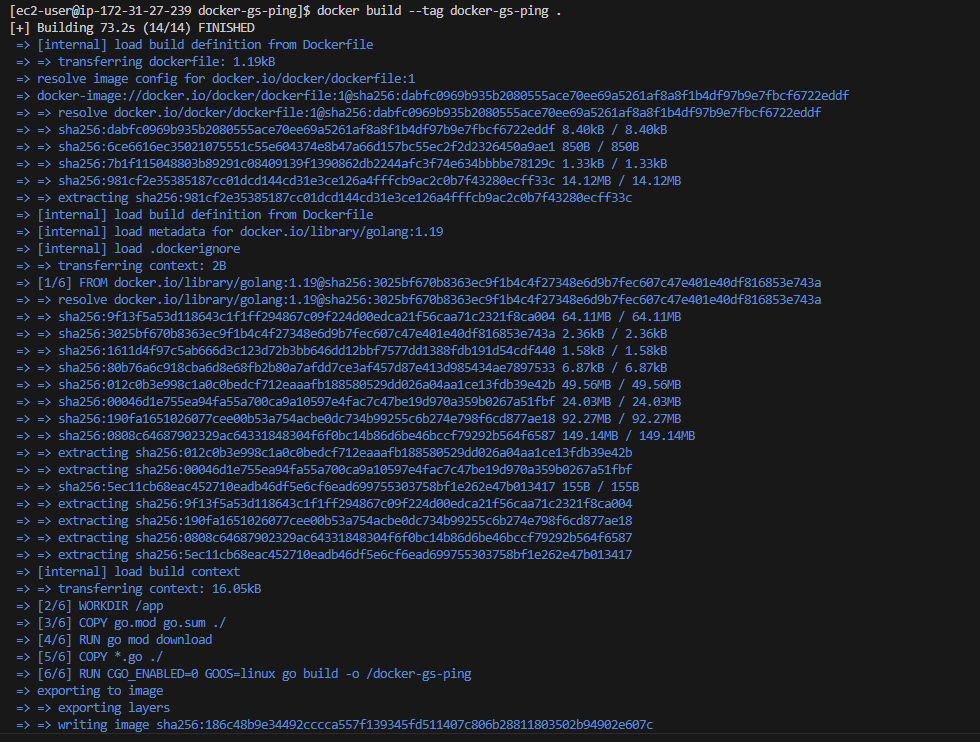 [ec2-user@ip-172-31-27-239 docker-gs-ping]$ docker build --tag docker-gs-ping .
[+] Building 73.2s (14/14) FINISHED
=> [internal] load build definition from Dockerfile
=> => transferring dockerfile: 1.19kB
=> resolve image config for docker.io/docker/dockerfile:1
=> docker-image://docker.io/docker/dockerfile:1@sha256:dabfc0969b935b2080555ace70ee69a5261af8a8f1b4df97b9e7fbcf6722eddf
=> => resolve docker.io/docker/dockerfile:1@sha256:dabfc0969b935b2080555ace70ee69a5261af8a8f1b4df97b9e7fbcf6722eddf
=> => sha256:dabfc0969b935b2080555ace70ee69a5261af8a8f1b4df97b9e7fbcf6722eddf 8.40kB / 8.40kB
=> => sha256:6ce6616ec35021075551c55e604374e8b47a66d157bc55ec2f2d2326450a9ae1 850B / 850B
=> => sha256:7b1f115048803b89291c08409139f1390862db2244afc3f74e634bbbbe78129c 1.33kB / 1.33kB
=> => sha256:981cf2e35385187cc01dcd144cd31e3ce126a4fffcb9ac2c0b7f43280ecff33c 14.12MB / 14.12MB
=> => extracting sha256:981cf2e35385187cc01dcd144cd31e3ce126a4fffcb9ac2c0b7f43280ecff33c
=> [internal] load build definition from Dockerfile
=> [internal] load metadata for docker.io/library/golang:1.19
=> [internal] load .dockerignore
=> => transferring context: 2B
=> [1/6] FROM docker.io/library/golang:1.19@sha256:3025bf670b8363ec9f1b4c4f27348e6d9b7fec607c47e401e40df816853e743a
=> => resolve docker.io/library/golang:1.19@sha256:3025bf670b8363ec9f1b4c4f27348e6d9b7fec607c47e401e40df816853e743a
=> => sha256:9f13f5a53d118643c1f1ff294867c09f224d00edca21f56caa71c2321f8ca004 64.11MB / 64.11MB
=> => sha256:3025bf670b8363ec9f1b4c4f27348e6d9b7fec607c47e401e40df816853e743a 2.36kB / 2.36kB
=> => sha256:1611d4f97c5ab666d3c123d72b3bb646dd12bbf7577dd1388fdb191d54cdf440 1.58kB / 1.58kB
=> => sha256:80b76a6c918cba6d8e68fb2b80a7afdd7ce3af457d87e413d985434ae7897533 6.87kB / 6.87kB
=> => sha256:012c0b3e998c1a0c0bedcf712eaaafb188580529dd026a04aa1ce13fdb39e42b 49.56MB / 49.56MB
=> => sha256:00046d1e755ea94fa55a700ca9a10597e4fac7c47be19d970a359b0267a51fbf 24.03MB / 24.03MB
=> => sha256:190fa1651026077cee00b53a754acbe0dc734b99255c6b274e798f6cd877ae18 92.27MB / 92.27MB
=> => sha256:0808c64687902329ac64331848304f6f0bc14b86d6be46bccf79292b564f6587 149.14MB / 149.14MB
=> => extracting sha256:012c0b3e998c1a0c0bedcf712eaaafb188580529dd026a04aa1ce13fdb39e42b
=> => extracting sha256:00046d1e755ea94fa55a700ca9a10597e4fac7c47be19d970a359b0267a51fbf
=> => sha256:5ec11cb68eac452710eadb46df5e6cf6ead699755303758bf1e262e47b013417 155B / 155B
=> => extracting sha256:9f13f5a53d118643c1f1ff294867c09f224d00edca21f56caa71c2321f8ca004
=> => extracting sha256:190fa1651026077cee00b53a754acbe0dc734b99255c6b274e798f6cd877ae18
=> => extracting sha256:0808c64687902329ac64331848304f6f0bc14b86d6be46bccf79292b564f6587
=> => extracting sha256:5ec11cb68eac452710eadb46df5e6cf6ead699755303758bf1e262e47b013417
=> [internal] load build context
=> => transferring context: 16.05kB
=> [2/6] WORKDIR /app
=> [3/6] COPY go.mod go.sum ./
=> [4/6] RUN go mod download
=> [5/6] COPY *.go ./
=> [6/6] RUN CGO_ENABLED=0 GOOS=linux go build -o /docker-gs-ping
=> exporting to image
=> => exporting layers
=> => writing image sha256:186c48b9e34492cccca557f139345fd511407c806b28811803502b94902e607c